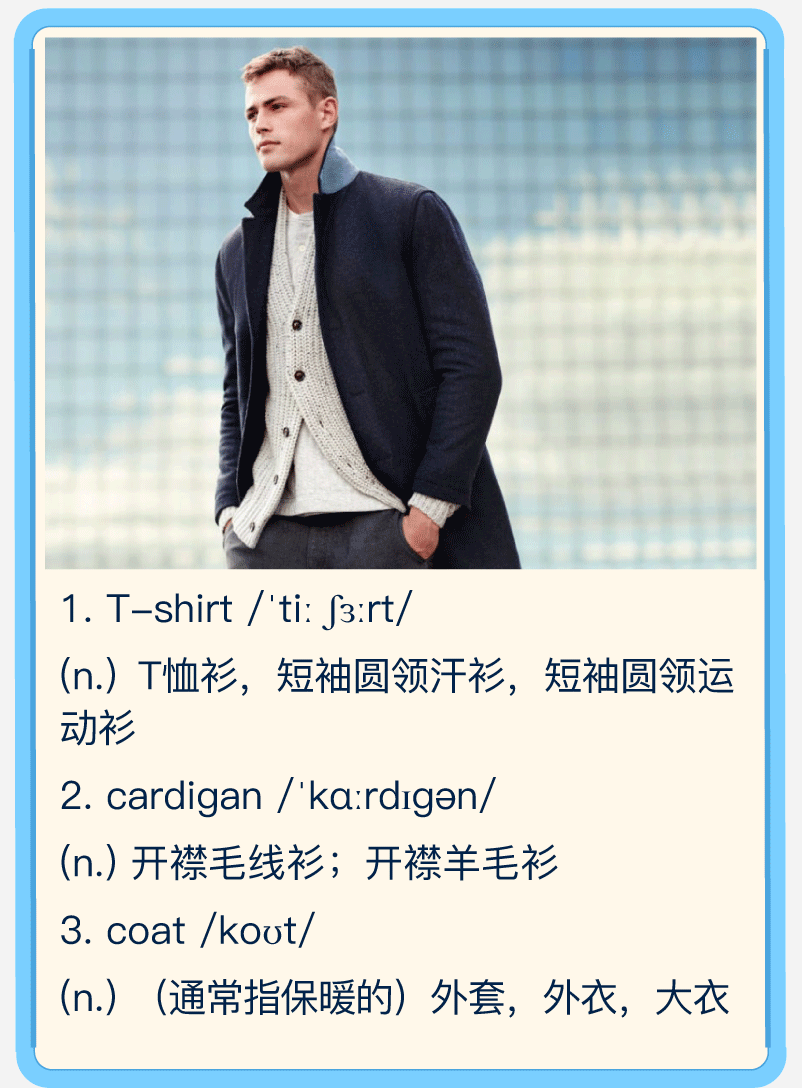 1. T-shirt /ˈtiː ʃɜːrt/
(n.) T恤衫，短袖圆领汗衫，短袖圆领运
动衫
2. cardigan /ˈkɑːrdɪgən/
(n.) 开襟毛线衫；开襟羊毛衫
3. coat /koʊt/
(n.) （通常指保暖的）外套，外衣，大衣